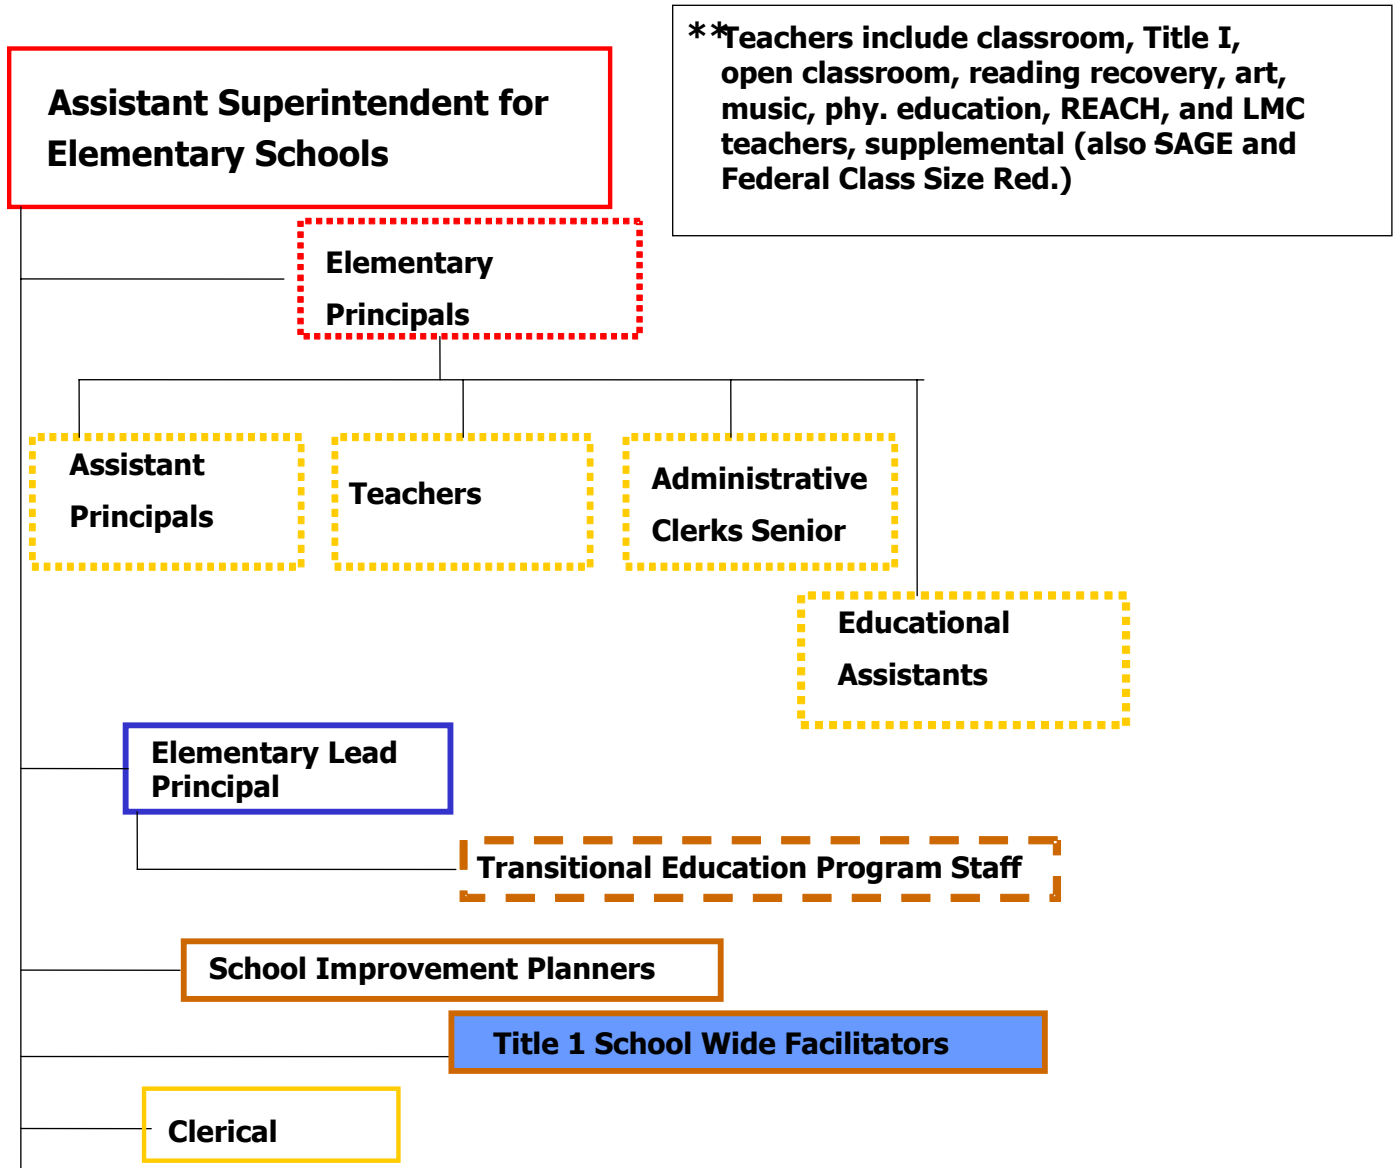 **Teachers include classroom, Title I,
open classroom, reading recovery, art,
music, phy. education, REACH, and LMC
teachers, supplemental (also SAGE and
Federal Class Size Red.)
Assistant Superintendent for
Elementary Schools
Elementary
Principals
Assistant
Principals
Teachers
Administrative
Clerks Senior
Educational
Assistants
Elementary Lead
Principal
Transitional Education Program Staff
School Improvement Planners
Title 1 School Wide Facilitators
Clerical